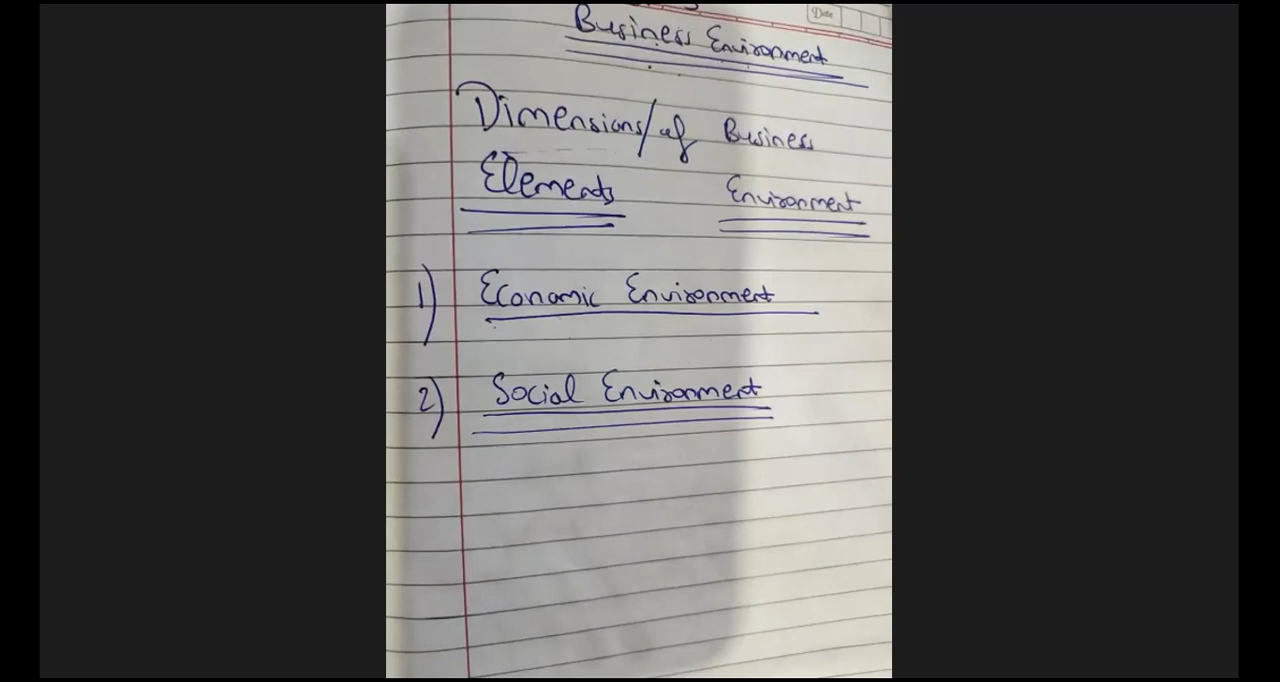 Date
Business Environment
Dimensions/of Business
Elements Environment
1) Economic Environment
2) Social Environment